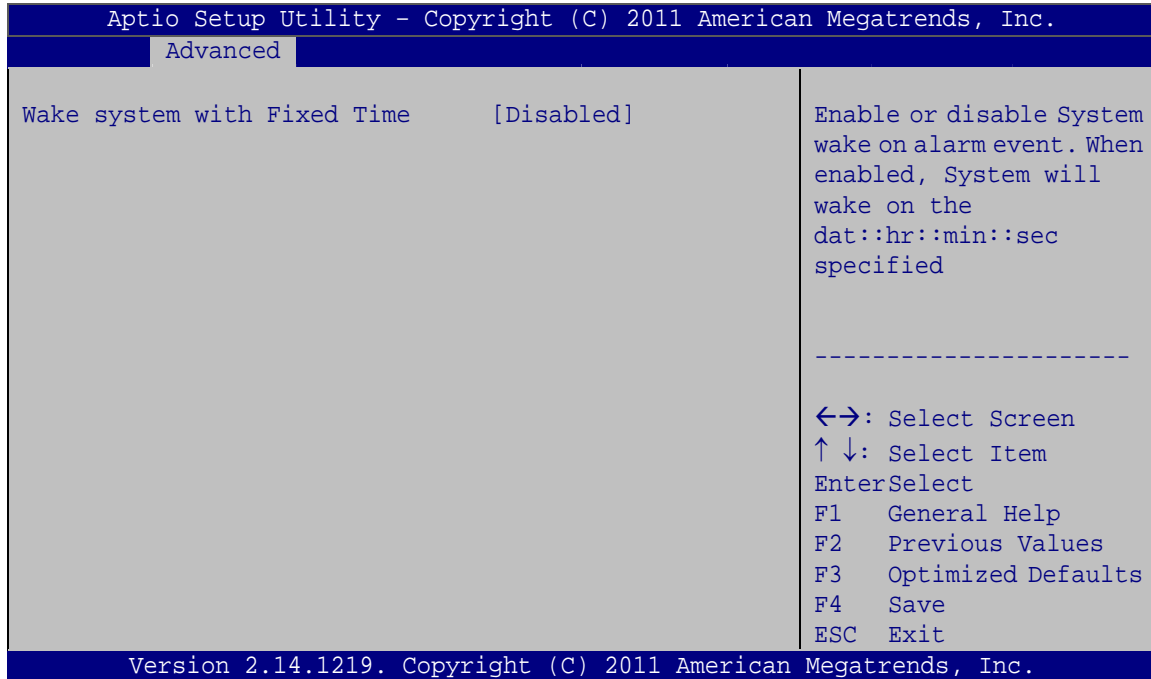 Aptio Setup Utility – Copyright (C) 2011 American Megatrends, Inc.
Advanced
Wake system with Fixed Time [Disabled]
Enable or disable System
wake on alarm event. When
enabled, System will
wake on the
dat::hr::min::sec
specified
----------------------
←→: Select Screen
↑ ↓: Select Item
EnterSelect
F1 General Help
F2 Previous Values
F3 Optimized Defaults
F4 Save
ESC Exit
Version 2.14.1219. Copyright (C) 2011 American Megatrends, Inc.